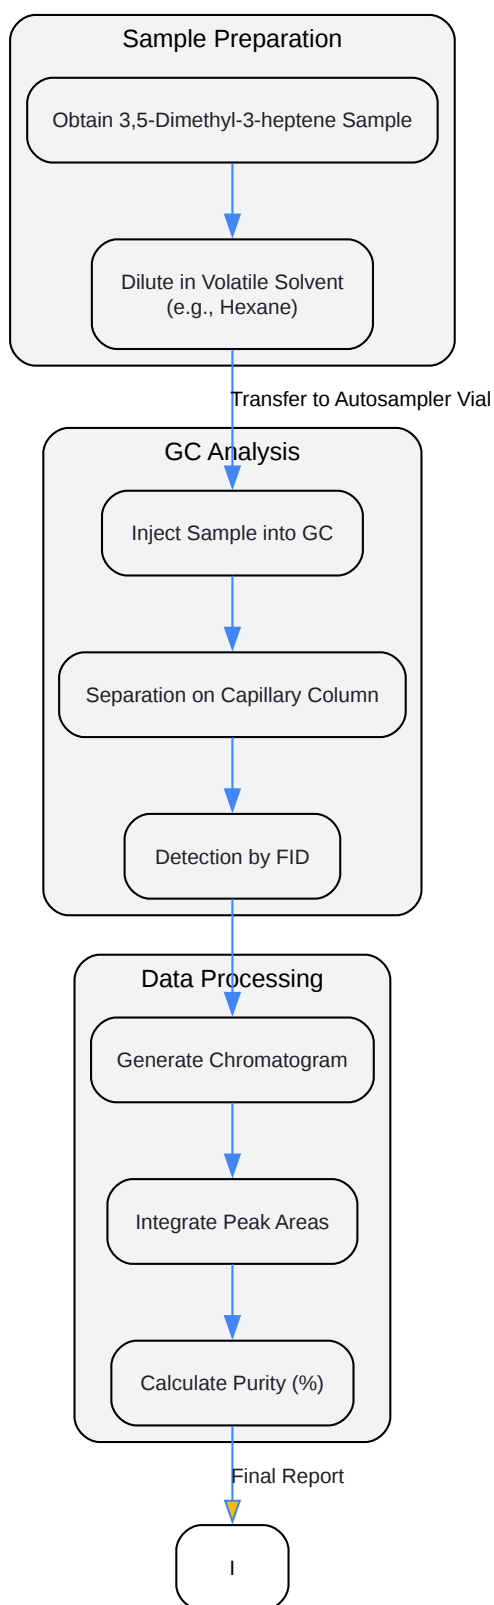 Sample Preparation
Obtain 3,5-Dimethyl-3-heptene Sample
Dilute in Volatile Solvent
(e.g., Hexane)
Transfer to Autosampler Vial
GC Analysis
Inject Sample into GC
Separation on Capillary Column
Detection by FID
Data Processing
Generate Chromatogram
Integrate Peak Areas
Calculate Purity (%)
Final Report
I